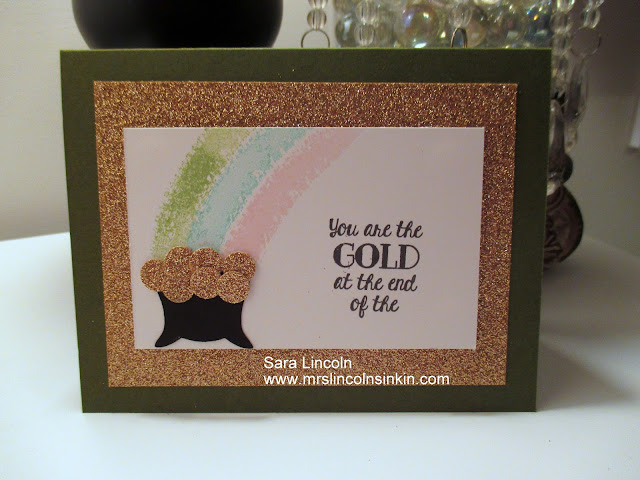 You are the
GOLD
at the end
of the
Sara Lincoln
www.mrslincolnsinkin.com